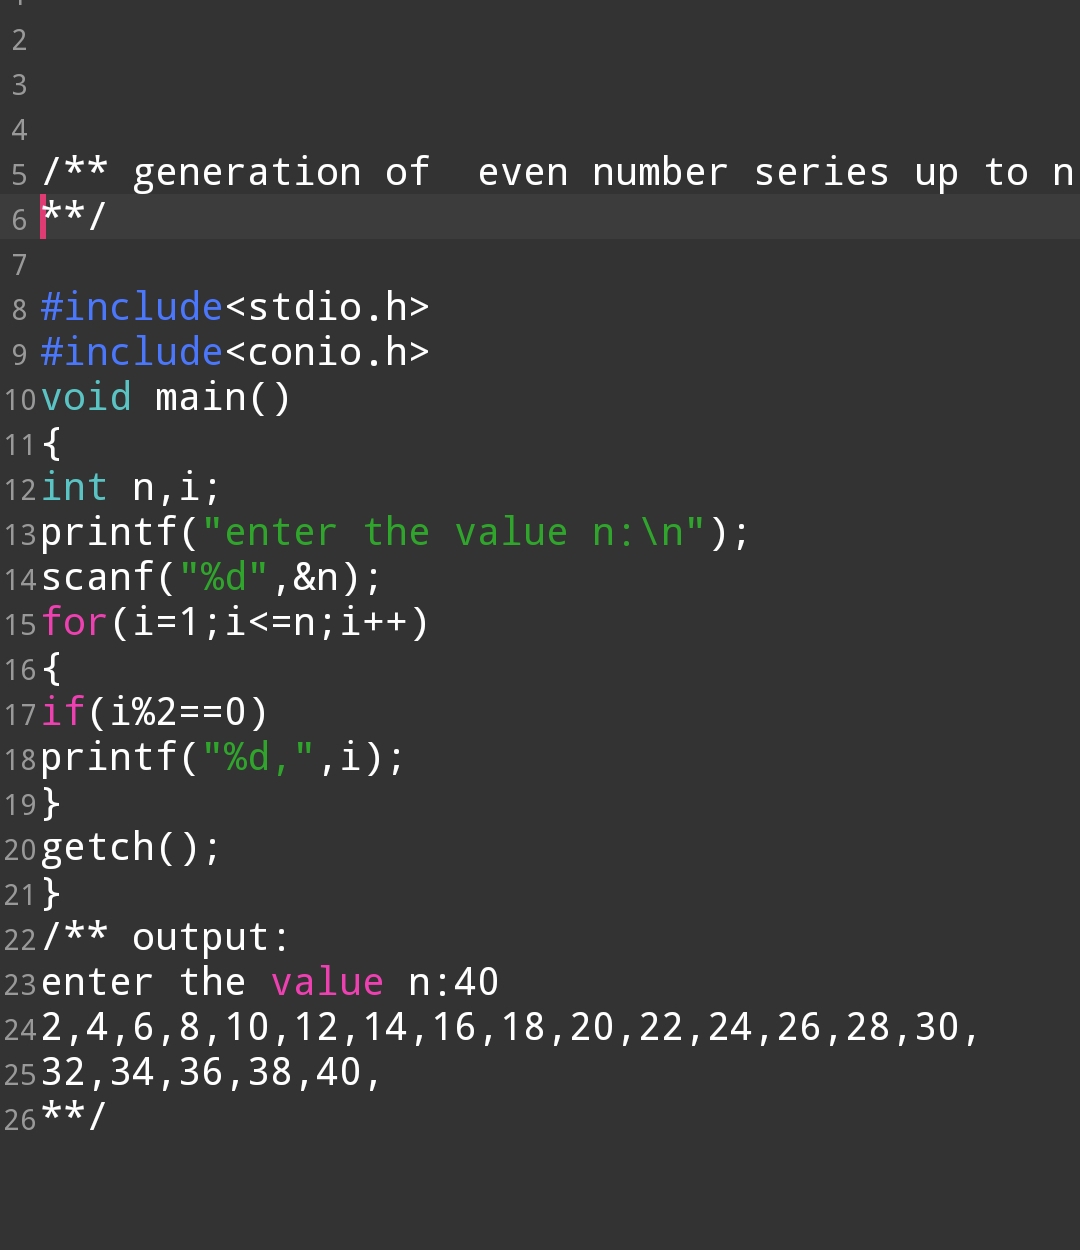 1
2
3
4
5 /** generation of  even number series up to n
6 **/
7
8 #include<stdio.h>
9 #include<conio.h>
10 void main()
11 {
12 int n,i;
13 printf("enter the value n:\n");
14 scanf("%d",&n);
15 for(i=1;i<=n;i++)
16 {
17 if(i%2==0)
18 printf("%d,",i);
19 }
20 getch();
21 }
22 /** output:
23 enter the value n:40
24 2,4,6,8,10,12,14,16,18,20,22,24,26,28,30,
25 32,34,36,38,40,
26 **/